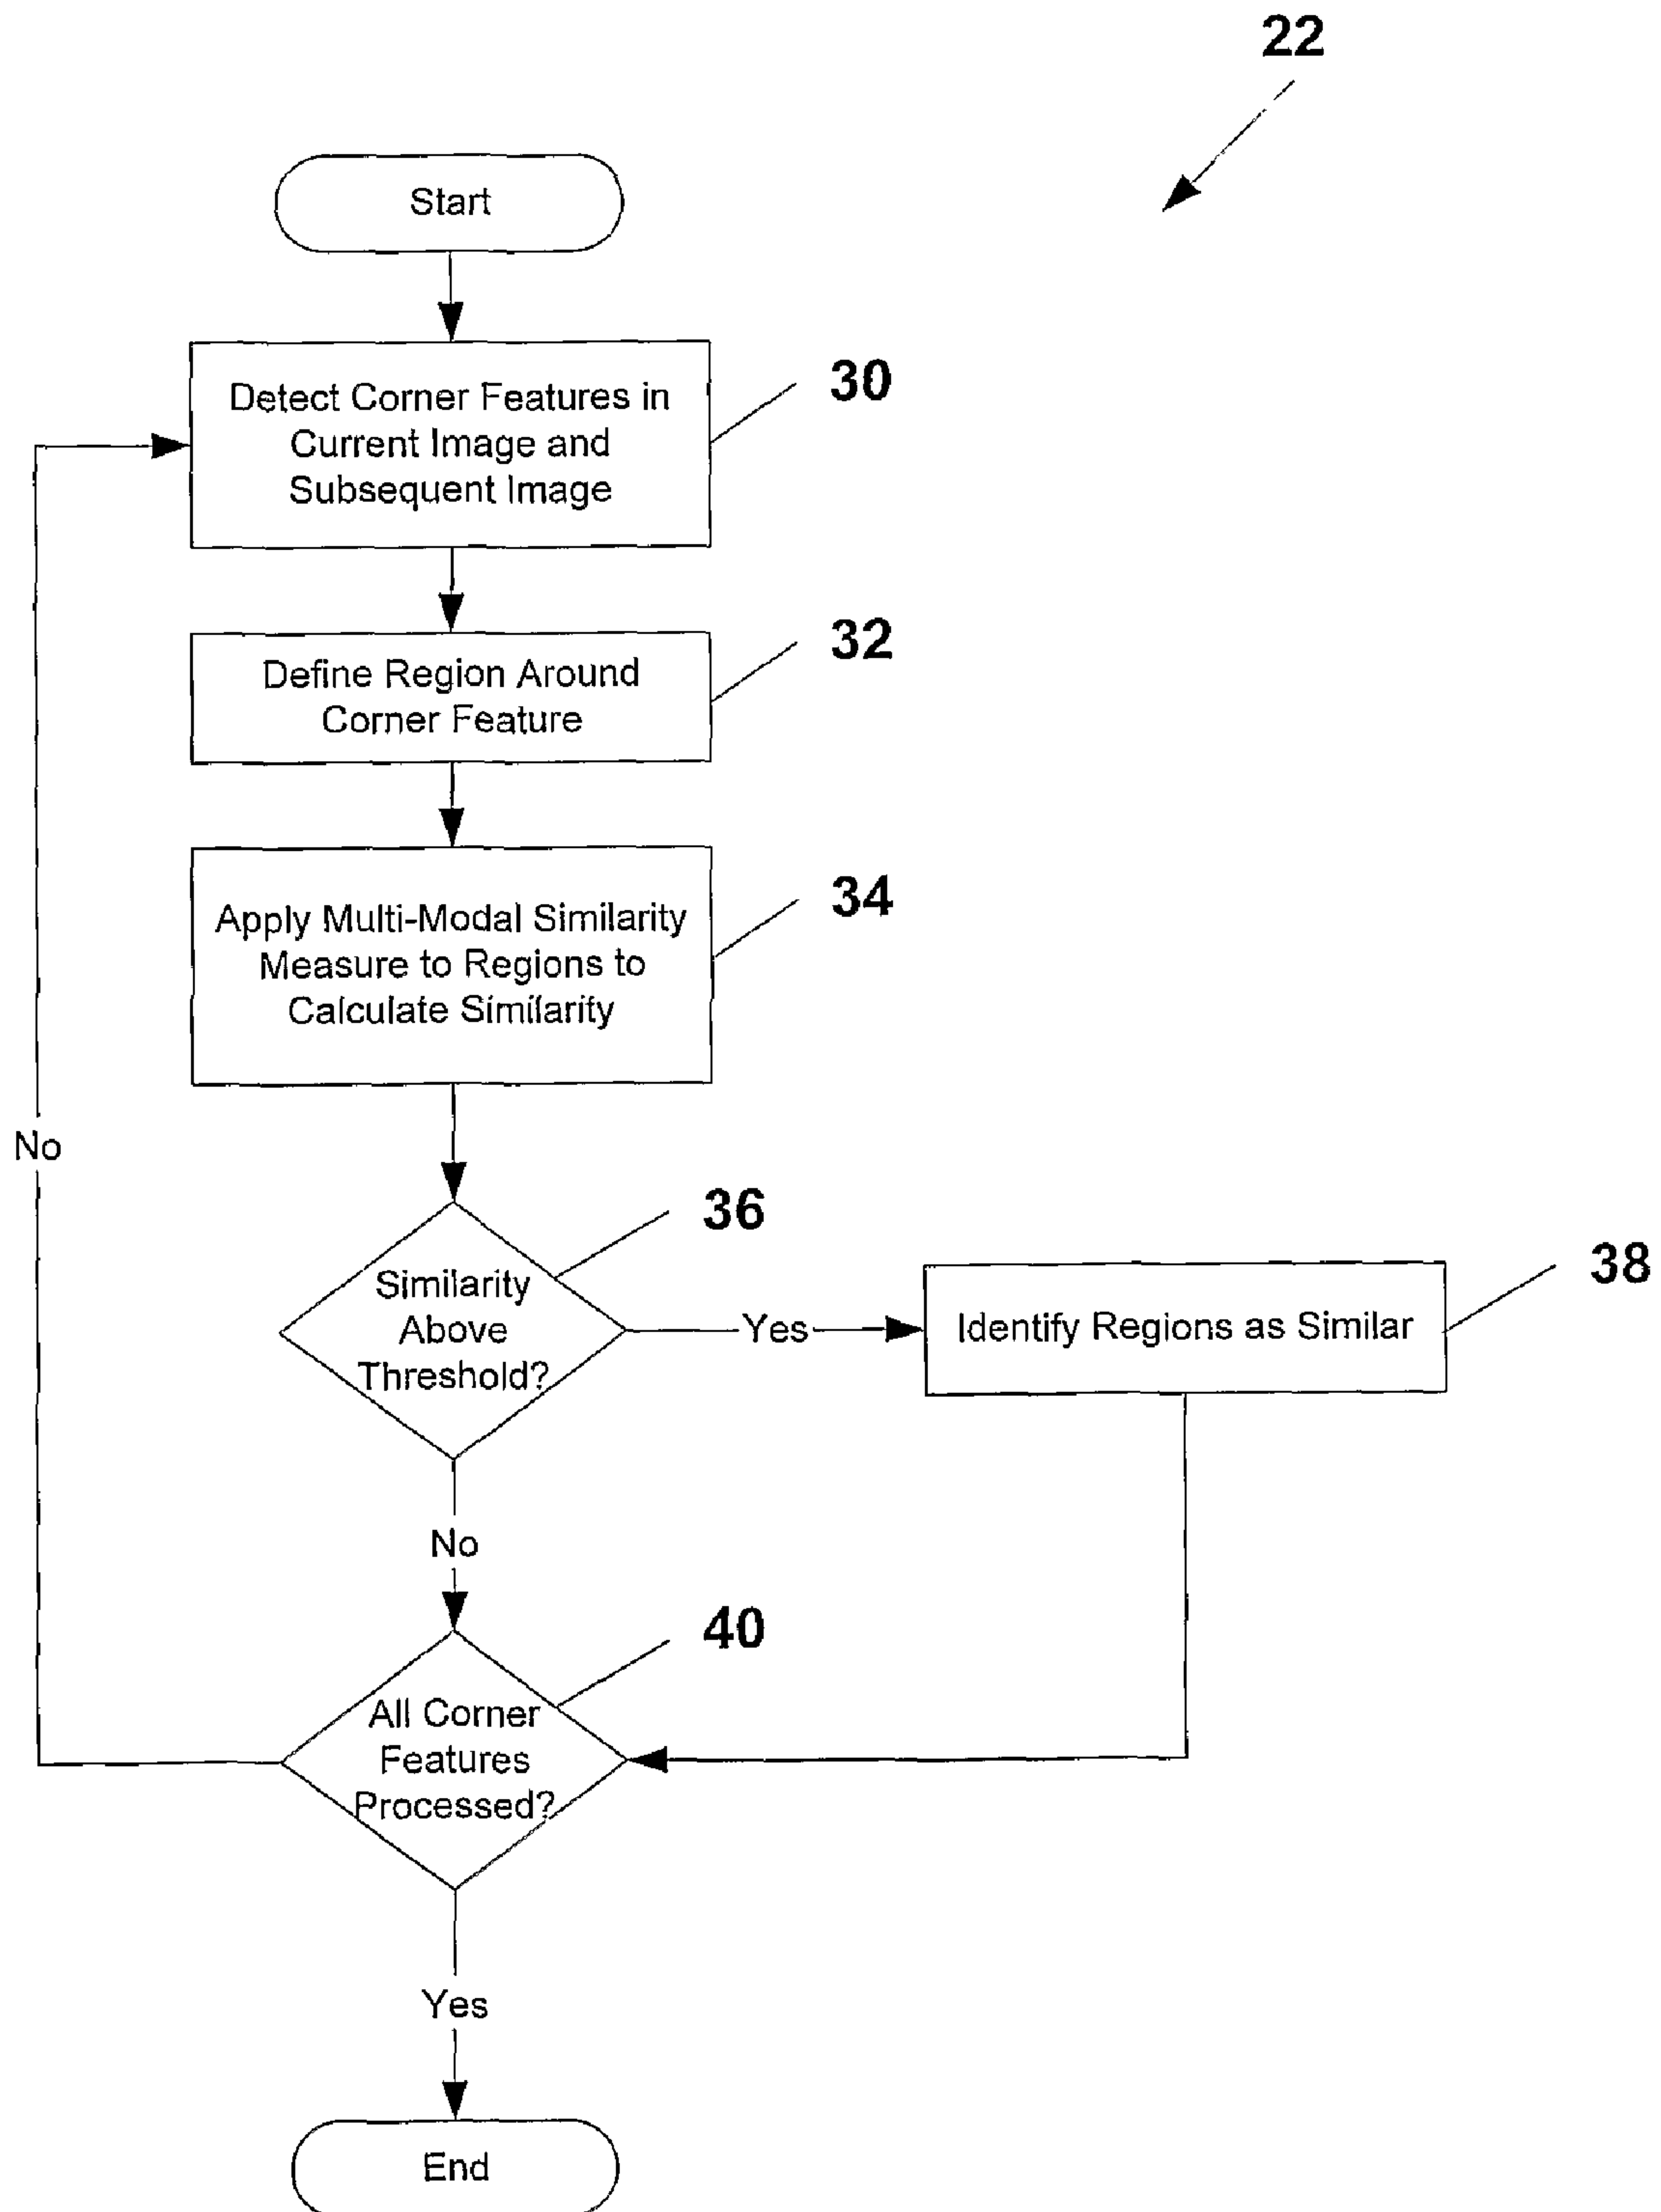 22
Start
Detect Corner Features in
Current Image and
Subsequent Image
30
Define Region Around
Corner Feature
32
Apply Multi-Modal Similarity
Measure to Regions to
Calculate Similarity
34
No
Similarity
Above
Threshold?
36
Yes
Identify Regions as Similar
38
No
All Corner
Features
Processed?
40
Yes
End